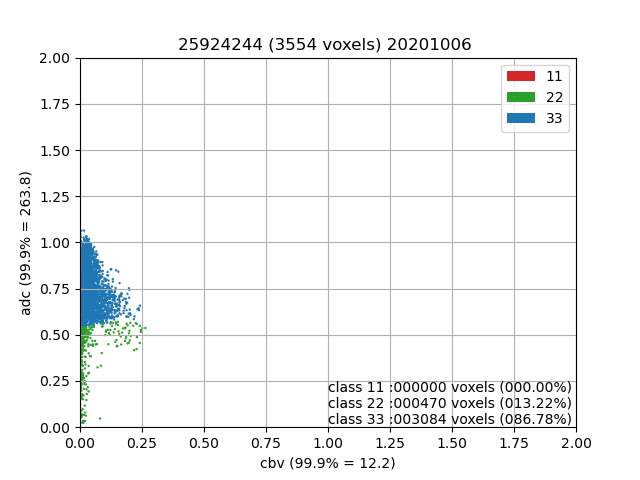 25924244 (3554 voxels) 20201006
2.00
1.75
1.50
1.25
1.00
0.75
0.50
0.25
0.00
adc (99.9% = 263.8)
11
22
33
class 11 :000000 voxels (000.00%)
class 22 :000470 voxels (013.22%)
class 33 :003084 voxels (086.78%)
0.00 0.25 0.50 0.75 1.00 1.25 1.50 1.75 2.00
cbv (99.9% = 12.2)